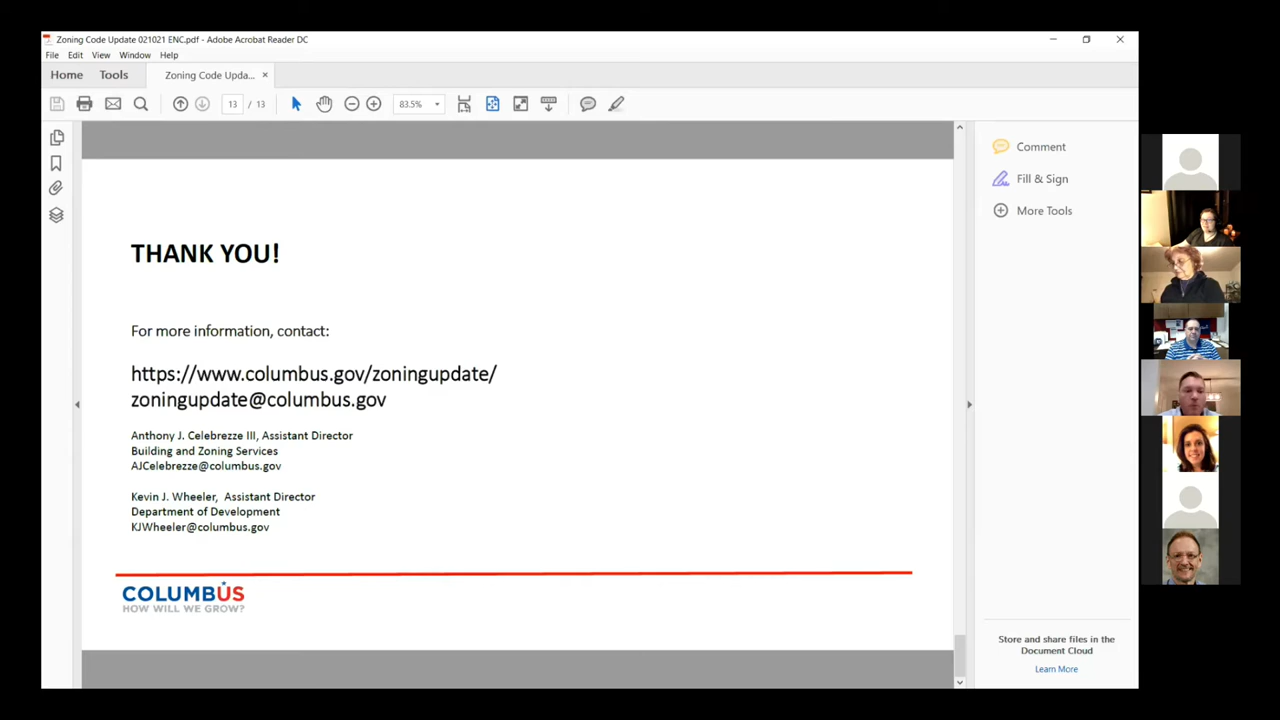 Zoning Code Update 021021 ENC.pdf - Adobe Acrobat Reader DC
File Edit View Window Help
Home Tools Zoning Code Upda... ×
13 / 13 83.5%
Comment
Fill & Sign
More Tools
THANK YOU!
For more information, contact:
https://www.columbus.gov/zoningupdate/
zoningupdate@columbus.gov
Anthony J. Celebrezze III, Assistant Director
Building and Zoning Services
AJCelebrezze@columbus.gov
Kevin J. Wheeler, Assistant Director
Department of Development
KJWheeler@columbus.gov
COLUMBUS
HOW WILL WE GROW?
Store and share files in the
Document Cloud
Learn More